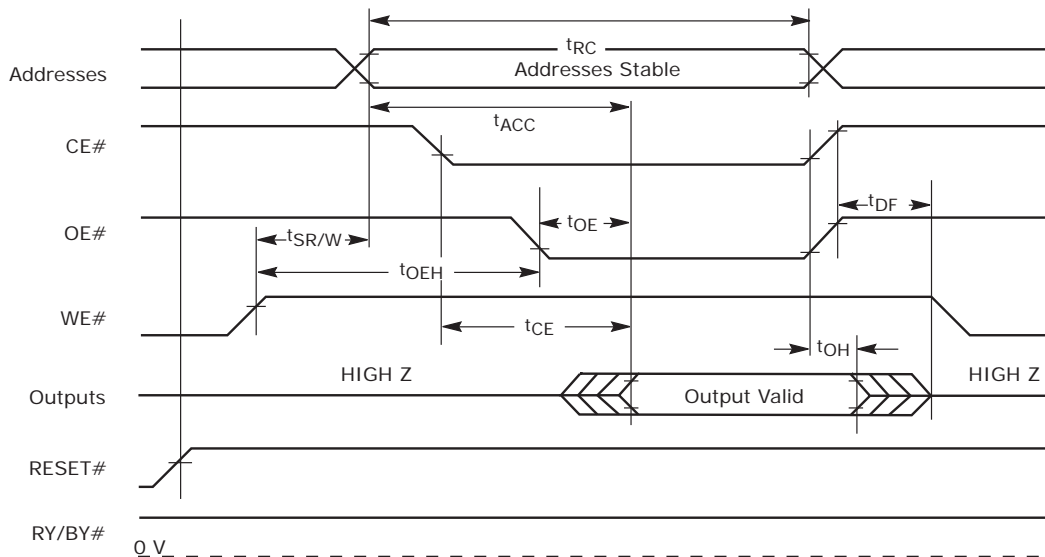 tRC
Addresses
Addresses Stable
tACC
CE#
tDF
OE#
tOE
tSR/W
tOEH
WE#
tCE
tOH
HIGH Z
HIGH Z
Outputs
Output Valid
RESET#
RY/BY#
0 V